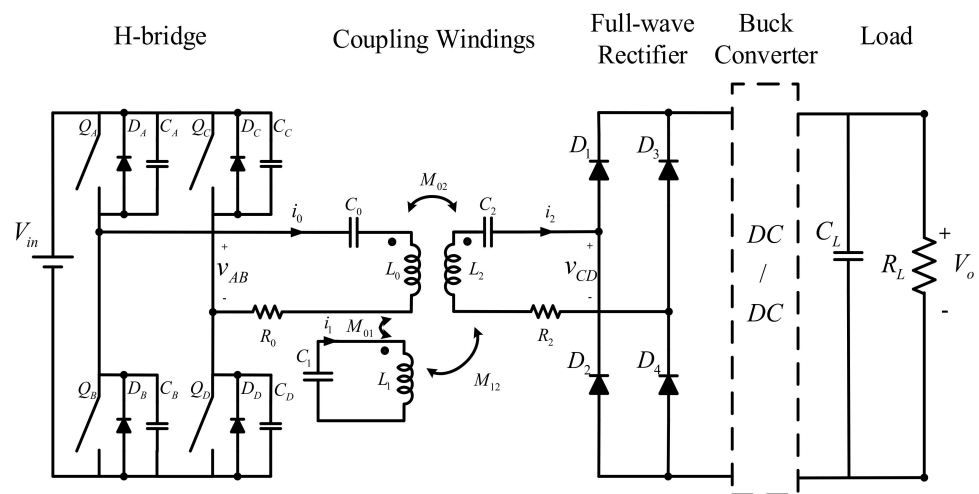 H-bridge
Coupling Windings
Full-wave
Rectifier
Buck
Converter
Load
Q_A
D_A
C_A
Q_C
D_C
C_C
V_in
i_0
C_0
M_02
C_2
i_2
+
v_AB
-
L_0
L_2
R_0
M_01
i_1
C_1
L_1
M_12
R_2
+
v_CD
-
D_1
D_3
D_2
D_4
DC
/
DC
C_L
R_L
+
V_o
-
Q_B
D_B
C_B
Q_D
D_D
C_D